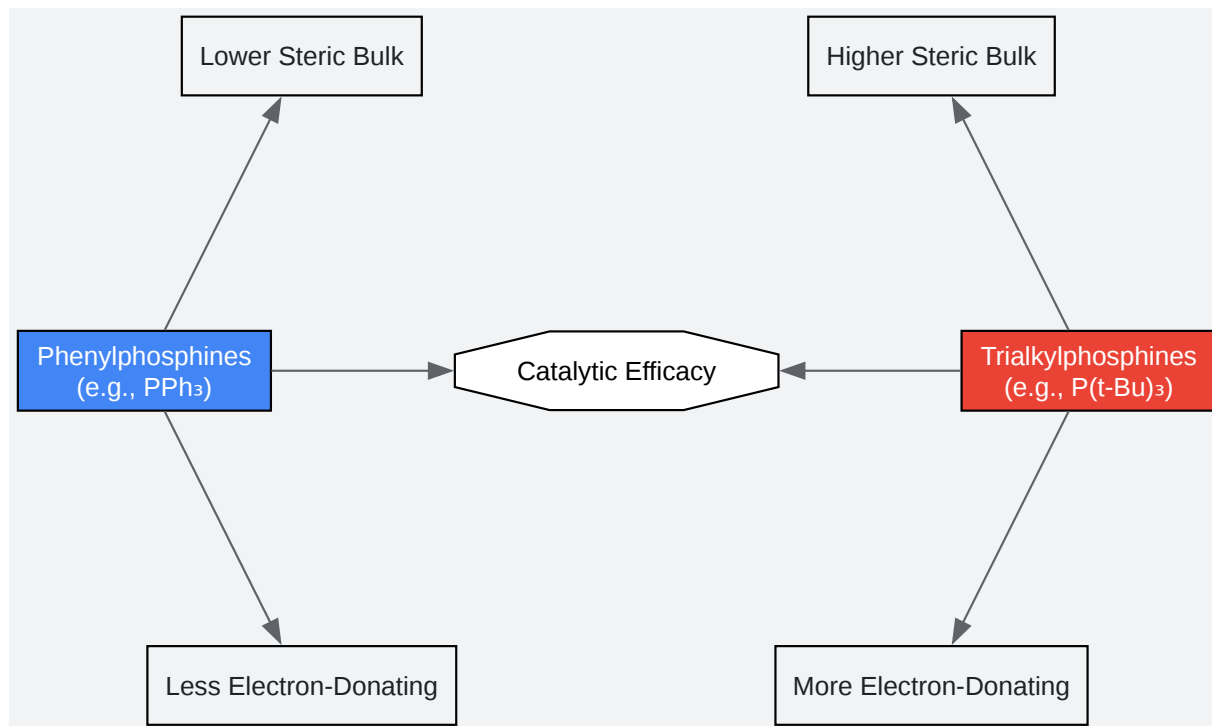 Lower Steric Bulk
Higher Steric Bulk
Phenylphosphines
(e.g., PPh₃)
Catalytic Efficacy
Trialkylphosphines
(e.g., P(t-Bu)₃)
Less Electron-Donating
More Electron-Donating